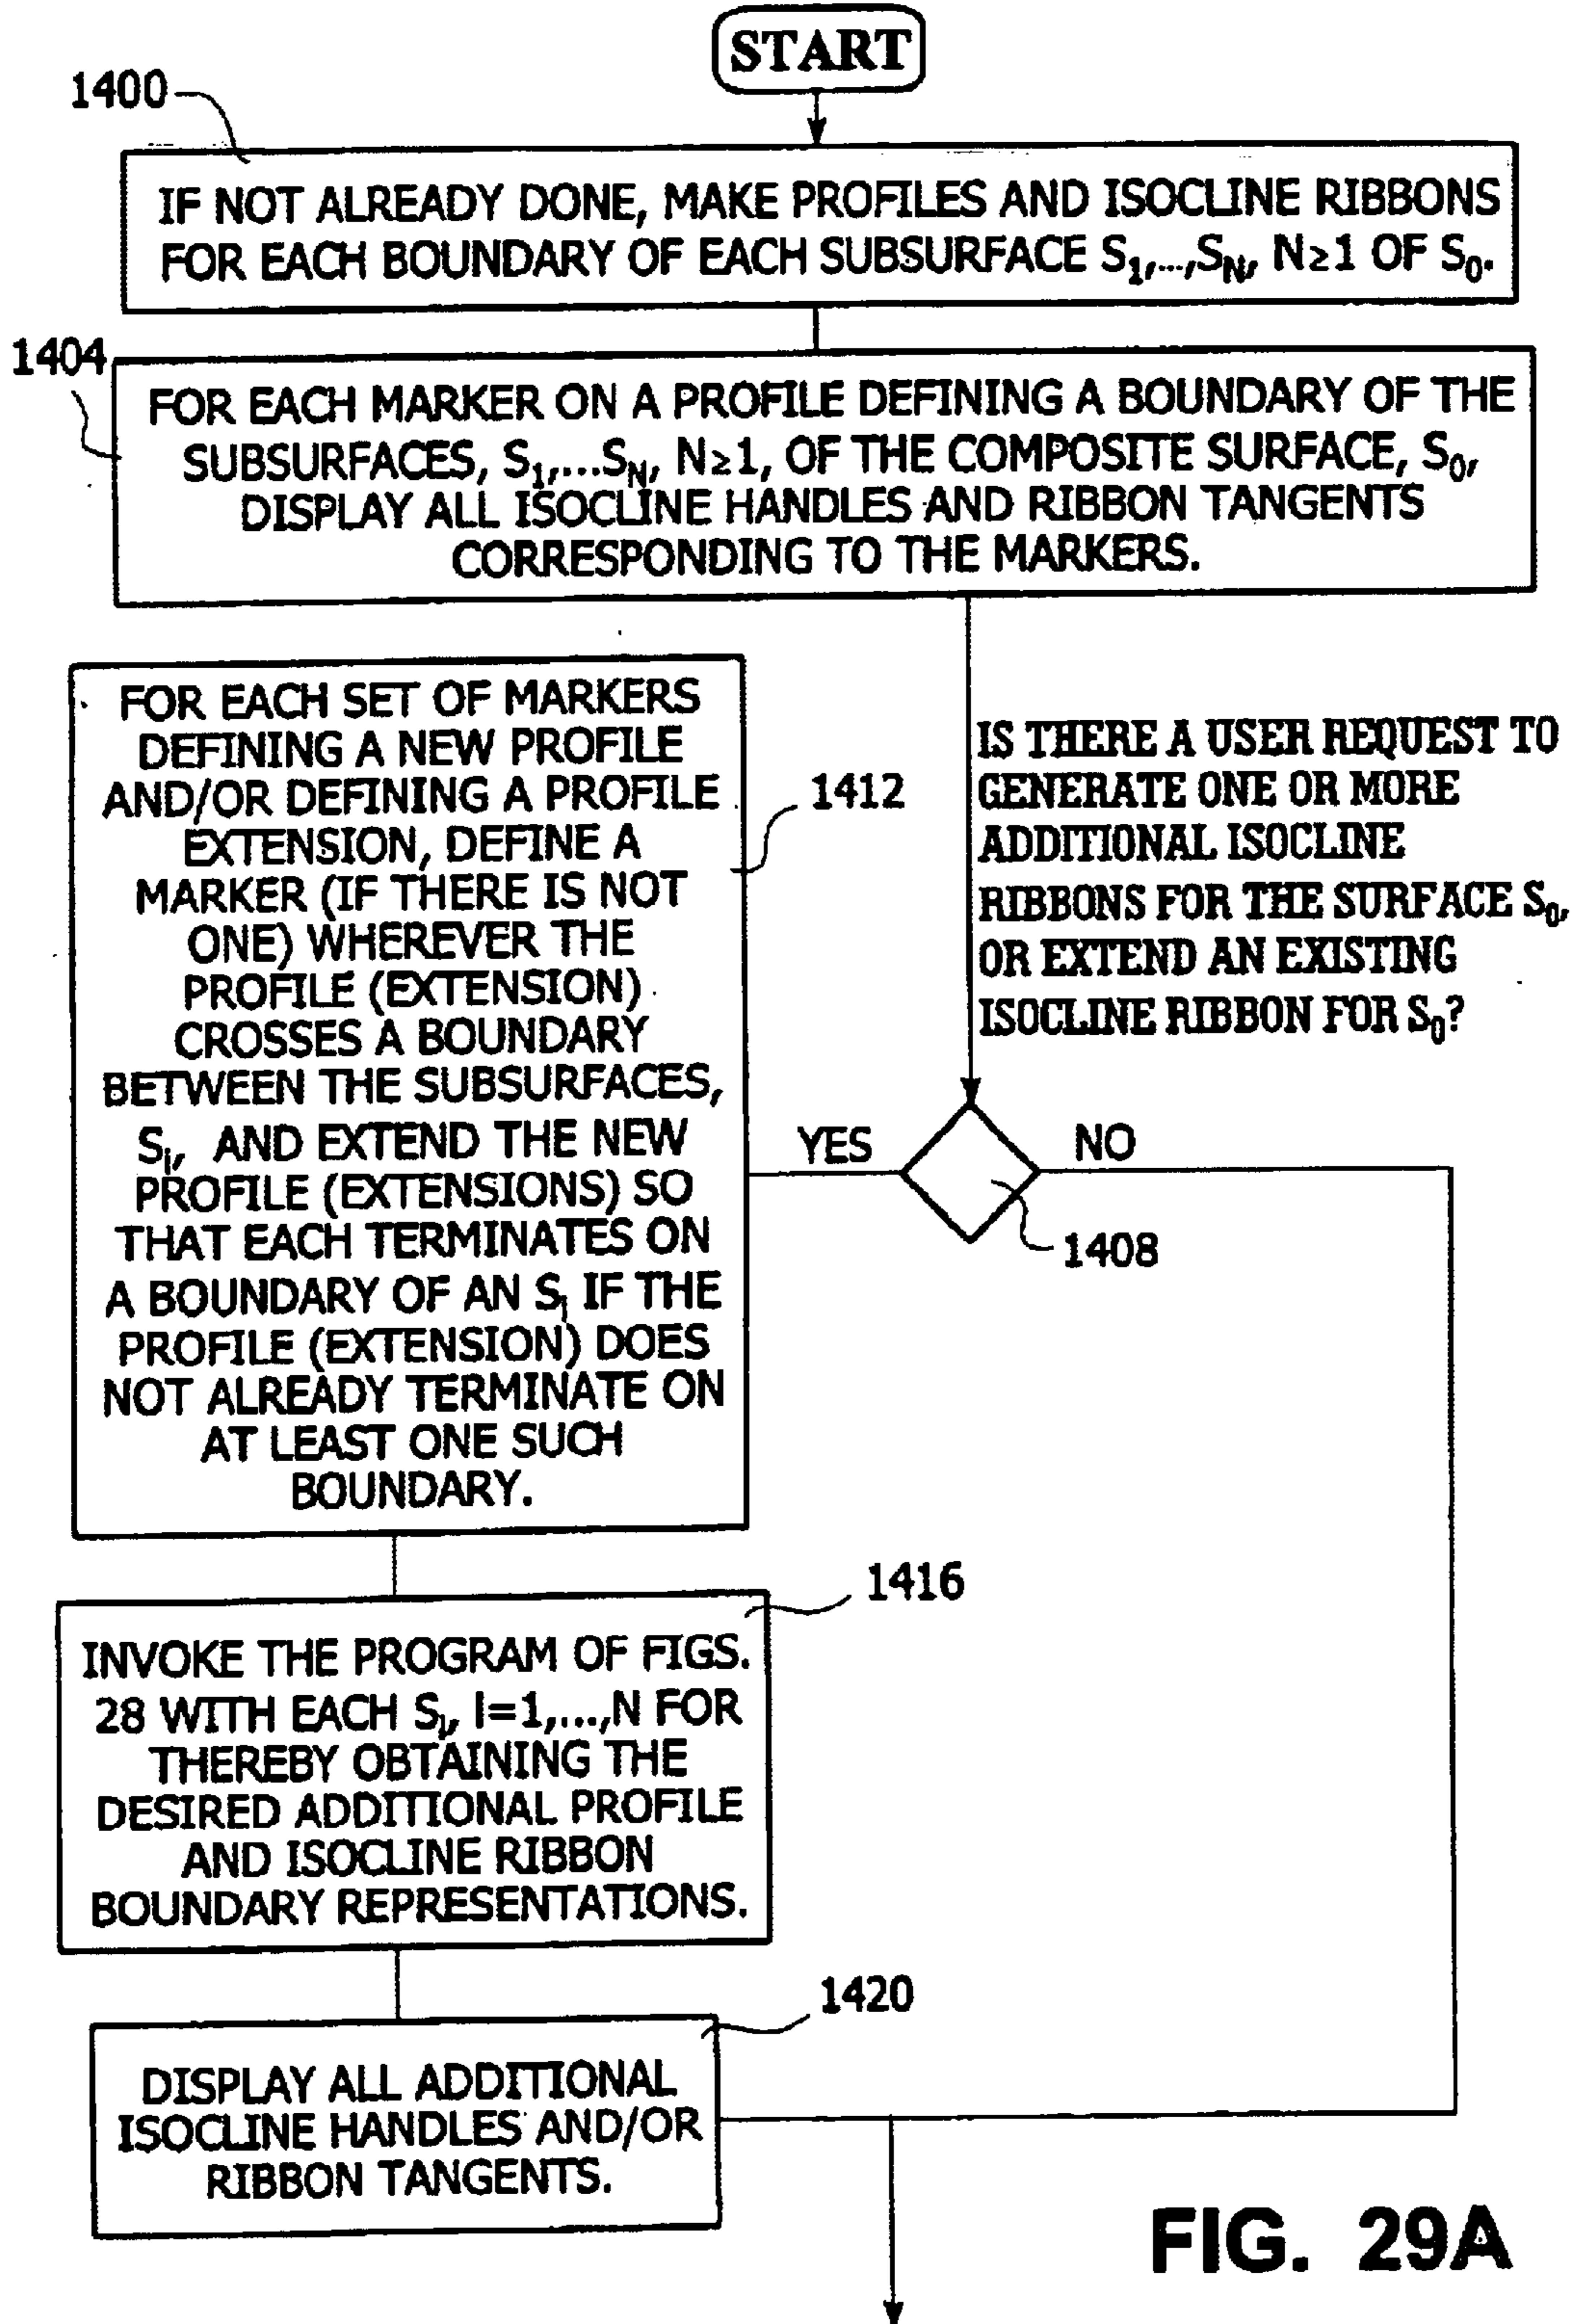 START
1400
IF NOT ALREADY DONE, MAKE PROFILES AND ISOCLINE RIBBONS
FOR EACH BOUNDARY OF EACH SUBSURFACE S₁,...,S_N, N≥1 OF S₀.
1404
FOR EACH MARKER ON A PROFILE DEFINING A BOUNDARY OF THE
SUBSURFACES, S₁,...S_N, N≥1, OF THE COMPOSITE SURFACE, S₀,
DISPLAY ALL ISOCLINE HANDLES AND RIBBON TANGENTS
CORRESPONDING TO THE MARKERS.
IS THERE A USER REQUEST TO
GENERATE ONE OR MORE
ADDITIONAL ISOCLINE
RIBBONS FOR THE SURFACE S₀,
OR EXTEND AN EXISTING
ISOCLINE RIBBON FOR S₀?
YES
NO
1408
1412
FOR EACH SET OF MARKERS
DEFINING A NEW PROFILE
AND/OR DEFINING A PROFILE
EXTENSION, DEFINE A
MARKER (IF THERE IS NOT
ONE) WHEREVER THE
PROFILE (EXTENSION)
CROSSES A BOUNDARY
BETWEEN THE SUBSURFACES,
Sᵢ, AND EXTEND THE NEW
PROFILE (EXTENSIONS) SO
THAT EACH TERMINATES ON
A BOUNDARY OF AN Sᵢ IF THE
PROFILE (EXTENSION) DOES
NOT ALREADY TERMINATE ON
AT LEAST ONE SUCH
BOUNDARY.
1416
INVOKE THE PROGRAM OF FIGS.
28 WITH EACH Sᵢ, I=1,...,N FOR
THEREBY OBTAINING THE
DESIRED ADDITIONAL PROFILE
AND ISOCLINE RIBBON
BOUNDARY REPRESENTATIONS.
1420
DISPLAY ALL ADDITIONAL
ISOCLINE HANDLES AND/OR
RIBBON TANGENTS.
FIG. 29A